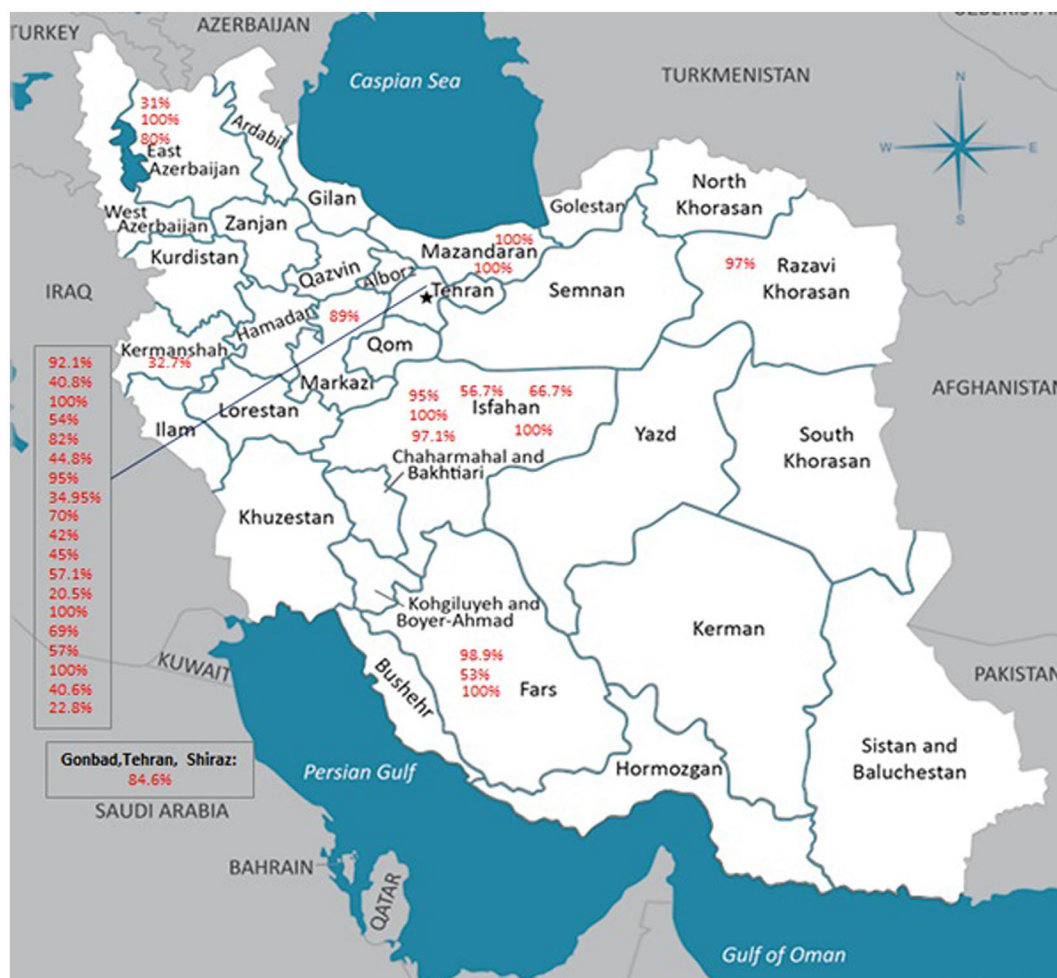 UZBEKISTAN
TURKEY
AZERBAIJAN
Caspian Sea
TURKMENISTAN
N
W
E
S
31%
100%
80%
East
Azerbaijan
Ardabil
West
Azerbaijan
Zanjan
Gilan
Golestan
North
Khorasan
Kurdistan
Qazvin
Alborz
Mazandaran
100%
100%
Tehran
Semnan
97%
Razavi
Khorasan
IRAQ
Hamadan
89%
Qom
Kermanshah
32.7%
Markazi
Lorestan
Ilam
95%
56.7%
66.7%
100%
Isfahan
97.1%
100%
Yazd
South
Khorasan
AFGHANISTAN
Chaharmahal and
Bakhtiari
Khuzestan
92.1%
40.8%
100%
54%
82%
44.8%
95%
34.95%
70%
42%
45%
57.1%
20.5%
100%
69%
57%
100%
40.6%
22.8%
Kohgiluyeh and
Boyer-Ahmad
Kerman
KUWAIT
Bushehr
98.9%
53%
100%
Fars
PAKISTAN
Gonbad,Tehran, Shiraz:
84.6%
Persian Gulf
Hormozgan
Sistan and
Baluchestan
SAUDI ARABIA
BAHRAIN
QATAR
Gulf of Oman